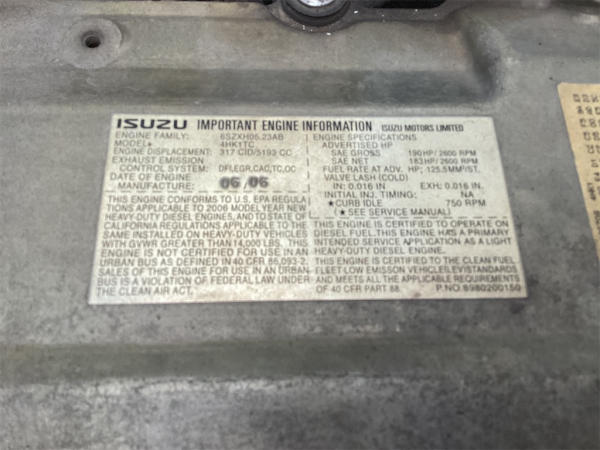 ISUZU IMPORTANT ENGINE INFORMATION ISUZU MOTORS LIMITED
ENGINE FAMILY: 6SZXH05.23AB
MODEL: 4HK1TC
ENGINE DISPLACEMENT: 317 CID/5193 CC
EXHAUST EMISSION
CONTROL SYSTEM: DFI,EGR,CAC,TC,OC
DATE OF ENGINE
MANUFACTURE: 06/06
THIS ENGINE CONFORMS TO U.S. EPA REGULA
TIONS APPLICABLE TO 2006 MODEL YEAR NEW
HEAVY-DUTY DIESEL ENGINES, AND TO STATE OF
CALIFORNIA REGULATIONS APPLICABLE TO THE
SAME INSTALLED ON HEAVY-DUTY VEHICLES
WITH GVWR GREATER THAN 14,000 LBS. THIS
ENGINE IS NOT CERTIFIED FOR USE IN AN
URBAN BUS AS DEFINED IN 40 CFR 86,093-2.
SALES OF THIS ENGINE FOR USE IN AN URBAN
BUS IS A VIOLATION OF FEDERAL LAW UNDER
THE CLEAN AIR ACT.
ENGINE SPECIFICATIONS
ADVERTISED HP
SAE GROSS 190HP/2600 RPM
SAE NET 183HP/2600 RPM
FUEL RATE AT ADV. HP: 125.5MM³/ST.
VALVE LASH (COLD)
IN: 0.016 IN EXH: 0.016 IN
INITIAL INJ. TIMING: NA
★CURB IDLE 750 RPM
(★SEE SERVICE MANUAL)
THIS ENGINE IS CERTIFIED TO OPERATE ON
DIESEL FUEL. THIS ENGINE HAS A PRIMARY
INTENDED SERVICE APPLICATION AS A LIGHT
HEAVY-DUTY DIESEL ENGINE.
THIS ENGINE IS CERTIFIED TO THE CLEAN FUEL
FLEET LOW EMISSON VEHICLE/LEV/STANDARDS
AND MEETS ALL THE APPLICABLE REQUIREMENTS
OF 40 CFR PART 88. P.NO 8980200150